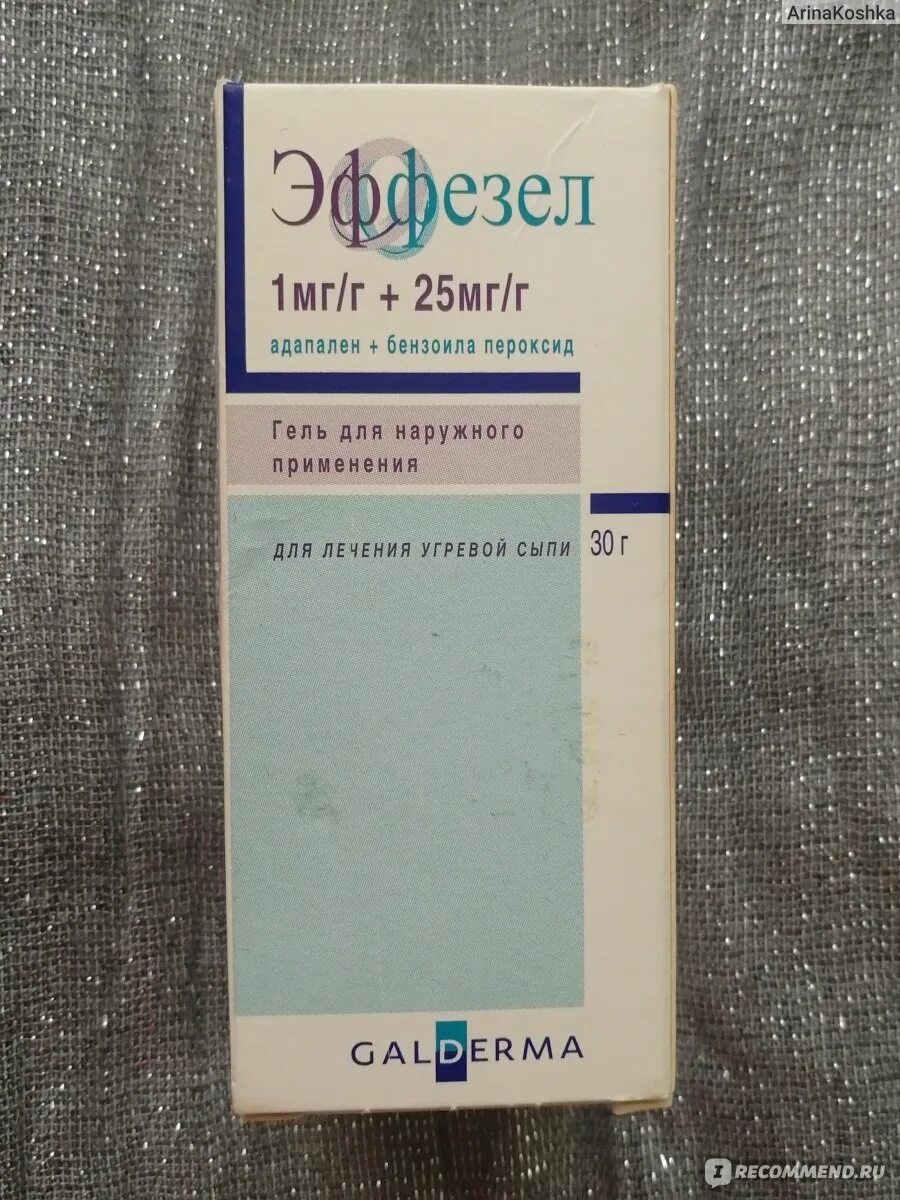 ArinaKoshka
Эффезел
1мг/г + 25мг/г
адапален + бензоила пероксид
Гель для наружного
применения
ДЛЯ ЛЕЧЕНИЯ УГРЕВОЙ СЫПИ
30 г
GALDERMA
I RECOMMEND.RU